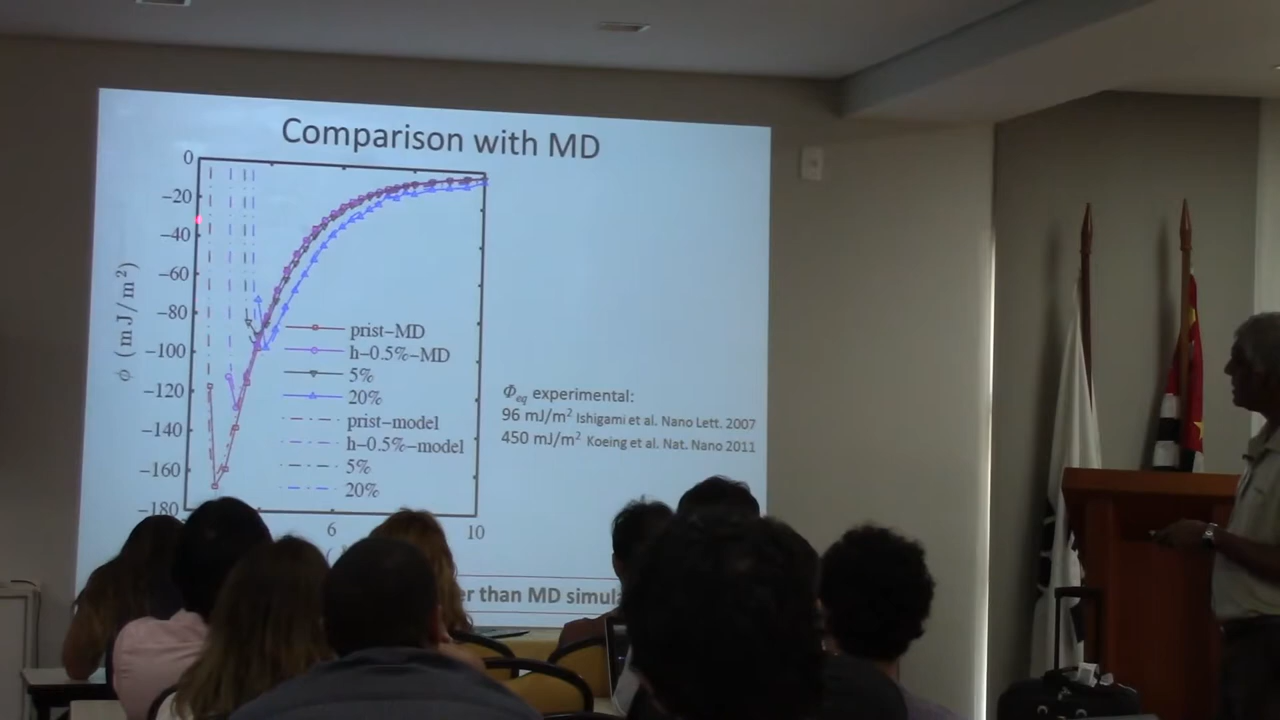 Comparison with MD
0
−20
−40
−60
−80
−100
−120
−140
−160
−180
ϕ (mJ/m²)
prist−MD
h−0.5%−MD
5%
20%
prist−model
h−0.5%−model
5%
20%
6
10
Φeq experimental:
96 mJ/m² Ishigami et al. Nano Lett. 2007
450 mJ/m² Koeing et al. Nat. Nano 2011
than MD